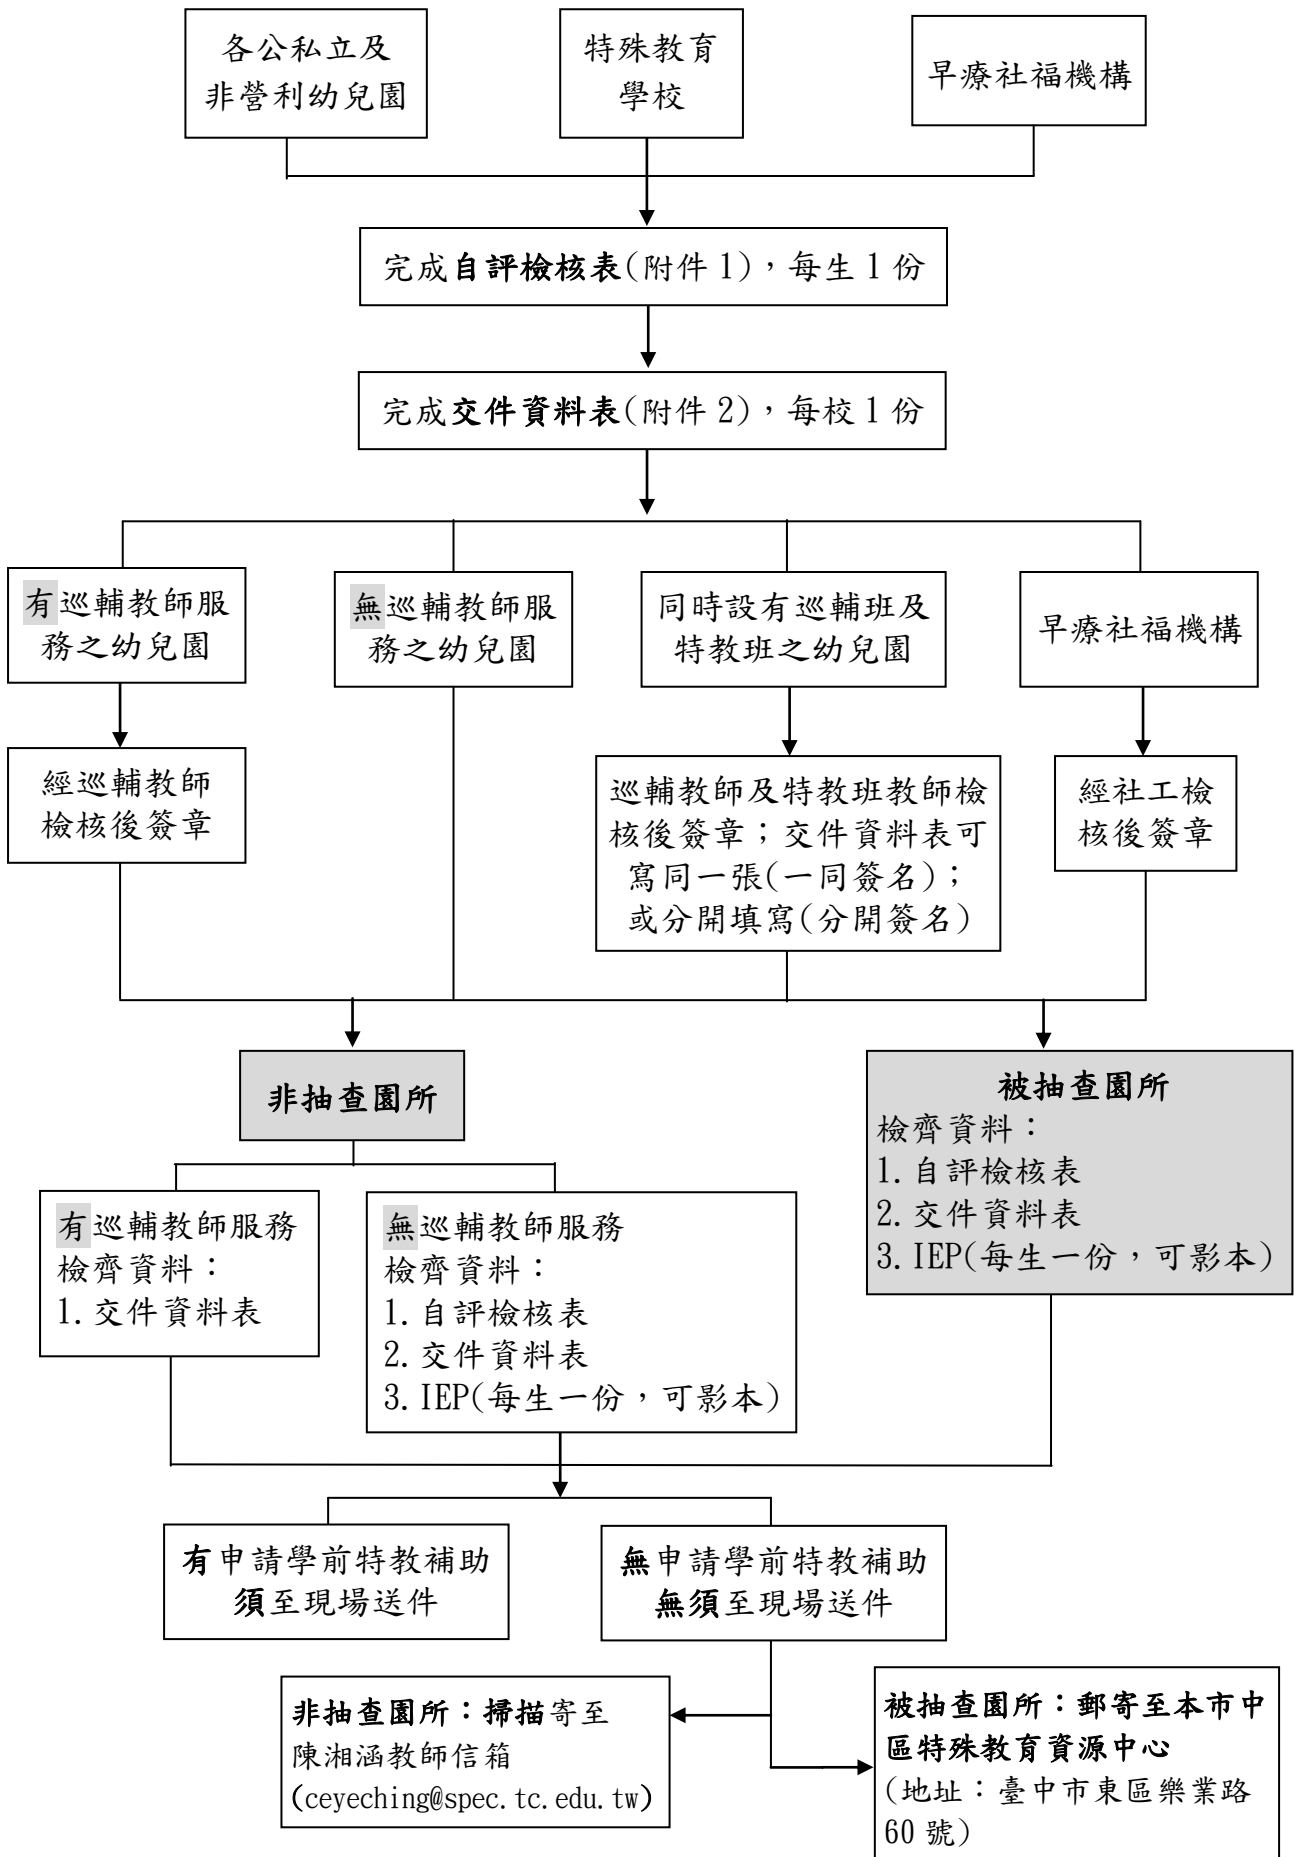 各公私立及
非營利幼兒園
特殊教育
學校
早療社福機構
完成自評檢核表(附件 1)，每生 1 份
完成交件資料表(附件 2)，每校 1 份
有巡輔教師服
務之幼兒園
無巡輔教師服
務之幼兒園
同時設有巡輔班及
特教班之幼兒園
早療社福機構
經巡輔教師
檢核後簽章
巡輔教師及特教班教師檢
核後簽章；交件資料表可
寫同一張(一同簽名)；
或分開填寫(分開簽名)
經社工檢
核後簽章
非抽查園所
被抽查園所
檢齊資料：
1.自評檢核表
2.交件資料表
3.IEP(每生一份，可影本)
有巡輔教師服務
檢齊資料：
1.交件資料表
無巡輔教師服務
檢齊資料：
1.自評檢核表
2.交件資料表
3.IEP(每生一份，可影本)
有申請學前特教補助
須至現場送件
無申請學前特教補助
無須至現場送件
非抽查園所：掃描寄至
陳湘涵教師信箱
(ceyeching@spec.tc.edu.tw)
被抽查園所：郵寄至本市中
區特殊教育資源中心
(地址：臺中市東區樂業路
60 號)